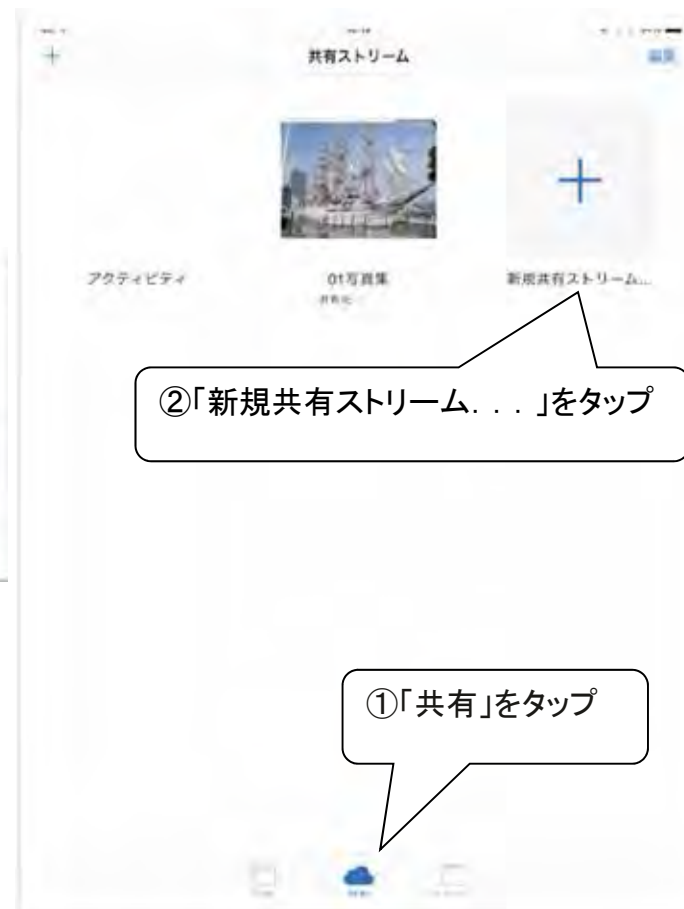 共有ストリーム
編集
アクティビティ
01写真集
新規共有ストリーム...
②「新規共有ストリーム．．．」をタップ
①「共有」をタップ